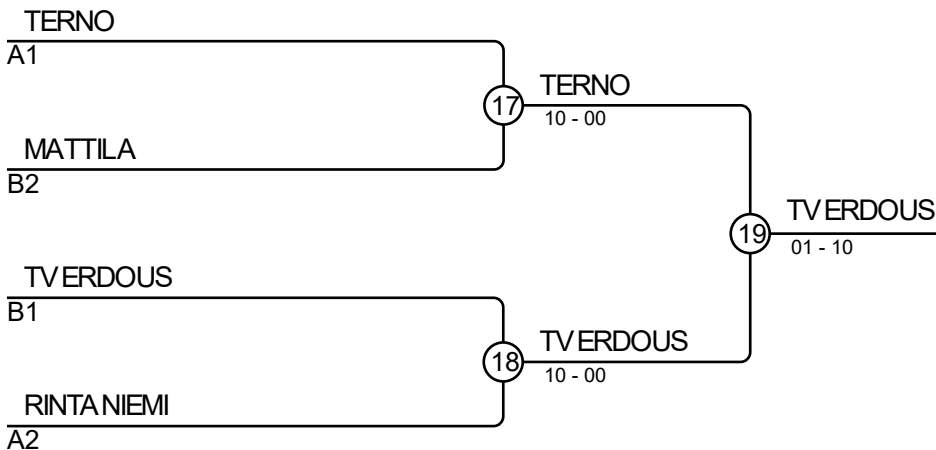 TERNO
A1
17
TERNO
10 - 00
MATTILA
B2
19
TVERDOUS
01 - 10
TVERDOUS
B1
18
TVERDOUS
10 - 00
RINTANIEMI
A2